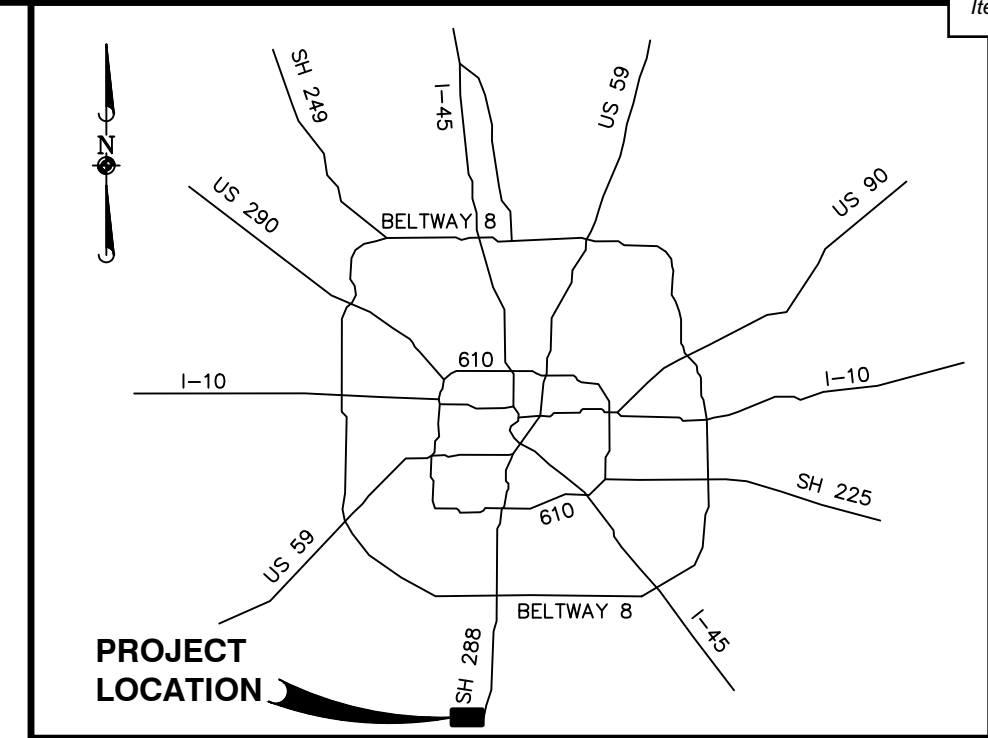 Ite
SH 249
I-45
US 59
N
US 290
BELTWAY 8
US 90
610
I-10
I-10
SH 225
610
US 59
BELTWAY 8
I-45
SH 288
PROJECT
LOCATION